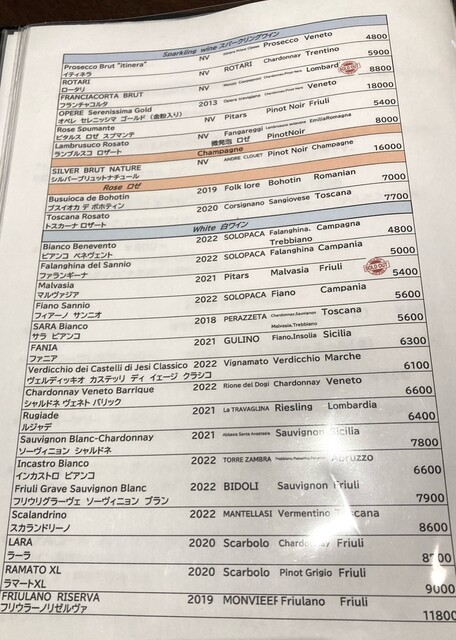 Sparkling wine スパークリングワイン
Prosecco Brut "itinera" NV Prosecco Veneto 4800
イティネラ
ROTARI NV ROTARI Chardonnay Trentino 5900
ロータリ
FRANCIACORTA BRUT NV Lombard SOLD OUT 8800
フランチャコルタ
OPERE Serenissima Gold 2013 Opere trevigiana Veneto 18000
オペレ セレニッシマ ゴールド (金粉入り)
Rose Spumante NV Pitars Pinot Noir Friuli 5400
ピタルス ロゼ スプマンテ
Lambrusco Rosato NV Fangareggi EmiliaRomagna 8000
ランブルスコ ロザート 微発泡 ロゼ PinotNoir
Champagne
SILVER BRUT NATURE NV ANDRE CLOUET Pinot Noir Champagne 16000
シルバーブリュットナチュール
Rose ロゼ
Busuioca de Bohotin 2019 Folk lore Bohotin Romanian 7000
ブスイオカ デ ボホティン
Toscana Rosato 2020 Corsignano Sangiovese Toscana 7700
トスカーナ ロザート
White 白ワイン
Bianco Benevento 2022 SOLOPACA Falanghina. Trebbiano Campagna 4800
ビアンコ ベネヴェント
Falanghina del Sannio 2022 SOLOPACA Falanghina Campania 5000
ファランギーナ
Malvasia 2021 Pitars Malvasia Friuli SOLD OUT 5400
マルヴァジア
Fiano Sannio 2022 SOLOPACA Fiano Campania 5600
フィアーノ サンニオ
SARA Bianco 2018 PERAZZETA Chardonnay,Sauvignon Malvasia,Trebbiano Toscana 5600
サラ ビアンコ
FANIA 2021 GULINO Fiano.Insolia Sicilia 6300
ファニア
Verdicchio dei Castelli di Jesi Classico 2022 Vignamato Verdicchio Marche 6100
ヴェルディッキオ カステッリ ディ イェージ クラシコ
Chardonnay Veneto Barrique 2022 Rione dei Dogi Chardonnay Veneto 6600
シャルドネ ヴェネト バリック
Rugiade 2021 La TRAVAGLINA Riesling Lombardia 6400
ルジャデ
Sauvignon Blanc-Chardonnay 2021 Abbazia Santa Anastasia Sauvignon Sicilia 7800
ソーヴィニョン シャルドネ
Incastro Bianco 2022 TORRE ZAMBRA Abruzzo 6600
インカストロ ビアンコ
Friuli Grave Sauvignon Blanc 2022 BIDOLI Sauvignon Friuli 7900
フリウリグラーヴェ ソーヴィニョン ブラン
Scalandrino 2022 MANTELLASI Vermentino Toscana 8600
スカランドリーノ
LARA 2020 Scarbolo Chardonnay Friuli
ラーラ
RAMATO XL 2020 Scarbolo Pinot Grigio Friuli 9000
ラマートXL
FRIULANO RISERVA 2019 MONVIEEF Friulano Friuli 11800
フリウラーノリゼルヴァ